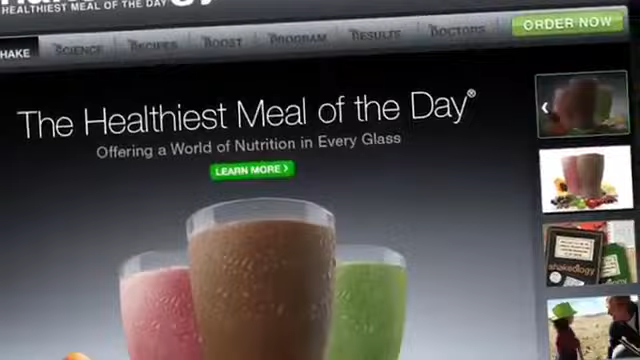 HEALTHIEST MEAL OF THE DAY
ORDER NOW
SHAKE SCIENCE RECIPES BOOST PROGRAM RESULTS DOCTORS
The Healthiest Meal of the Day®
Offering a World of Nutrition in Every Glass
LEARN MORE >
shakeology